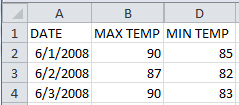 A B D
1 DATE MAX TEMP MIN TEMP
2 6/1/2008 90 85
3 6/2/2008 87 82
4 6/3/2008 90 83